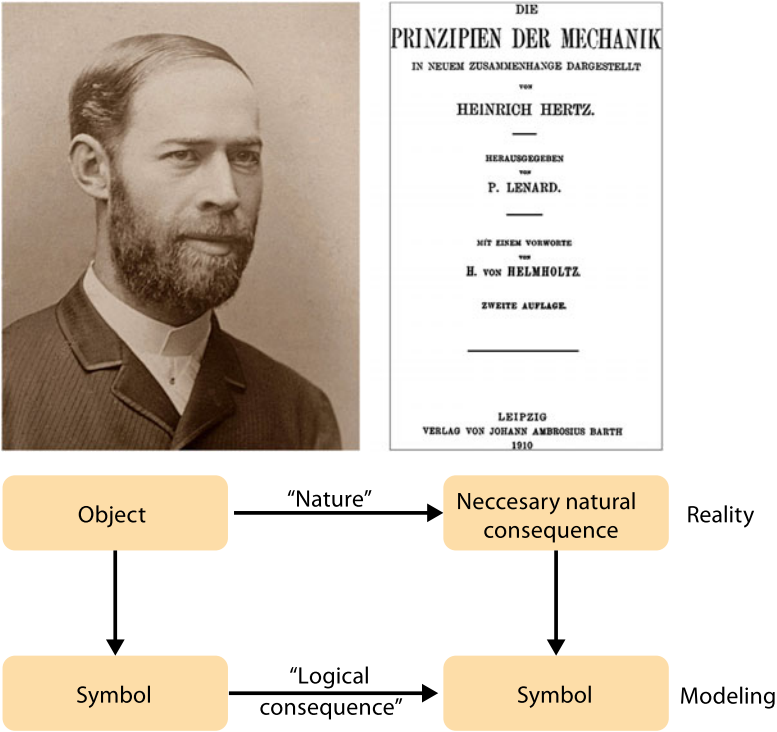 DIE
PRINZIPIEN DER MECHANIK
IN NEUEM ZUSAMMENHANGE DARGESTELLT
VON
HEINRICH HERTZ.
HERAUSGEGEBEN
VON
P. LENARD.
MIT EINEM VORWORTE
VON
H. VON HELMHOLTZ.
ZWEITE AUFLAGE.
LEIPZIG
VERLAG VON JOHANN AMBROSIUS BARTH
1910
Object
“Nature”
Neccesary natural
consequence
Reality
Symbol
“Logical
consequence”
Symbol
Modeling